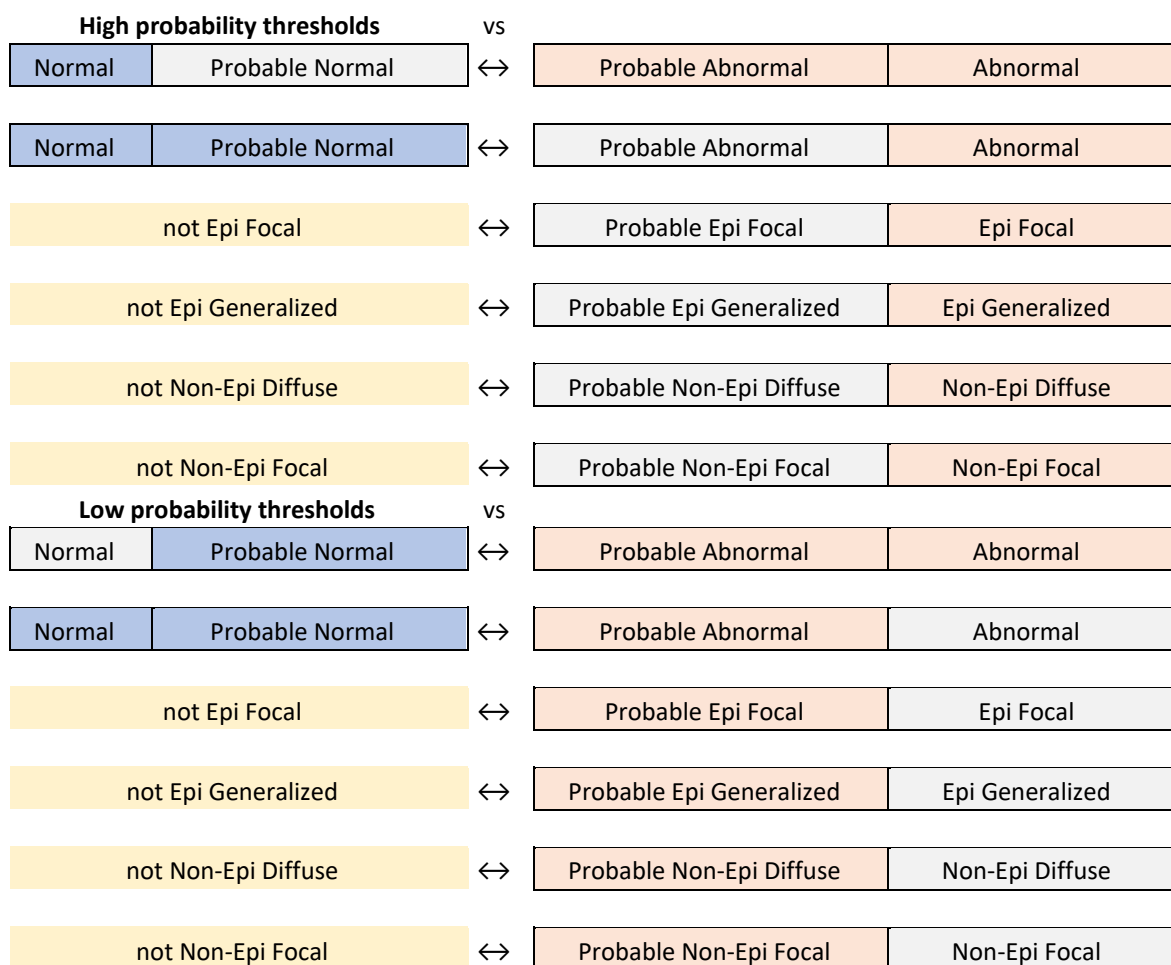 High probability thresholds vs
Normal Probable Normal ↔ Probable Abnormal Abnormal
Normal Probable Normal ↔ Probable Abnormal Abnormal
not Epi Focal ↔ Probable Epi Focal Epi Focal
not Epi Generalized ↔ Probable Epi Generalized Epi Generalized
not Non-Epi Diffuse ↔ Probable Non-Epi Diffuse Non-Epi Diffuse
not Non-Epi Focal ↔ Probable Non-Epi Focal Non-Epi Focal
Low probability thresholds vs
Normal Probable Normal ↔ Probable Abnormal Abnormal
Normal Probable Normal ↔ Probable Abnormal Abnormal
not Epi Focal ↔ Probable Epi Focal Epi Focal
not Epi Generalized ↔ Probable Epi Generalized Epi Generalized
not Non-Epi Diffuse ↔ Probable Non-Epi Diffuse Non-Epi Diffuse
not Non-Epi Focal ↔ Probable Non-Epi Focal Non-Epi Focal